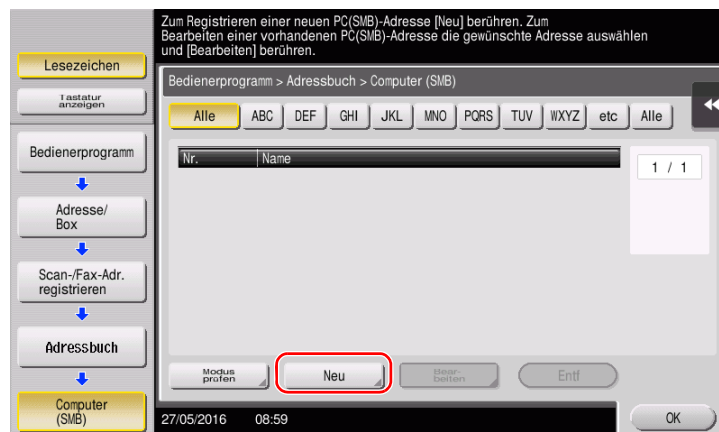 Zum Registrieren einer neuen PC(SMB)-Adresse [Neu] berühren. Zum
Bearbeiten einer vorhandenen PC(SMB)-Adresse die gewünschte Adresse auswählen
und [Bearbeiten] berühren.
Lesezeichen
Tastatur
anzeigen
Bedienerprogramm
Adresse/
Box
Scan-/Fax-Adr.
registrieren
Adressbuch
Computer
(SMB)
Bedienerprogramm > Adressbuch > Computer (SMB)
Alle ABC DEF GHI JKL MNO PQRS TUV WXYZ etc Alle
Nr. Name
1 / 1
Modus
prüfen
Neu
Bear-
beiten
Entf
27/05/2016 08:59
OK